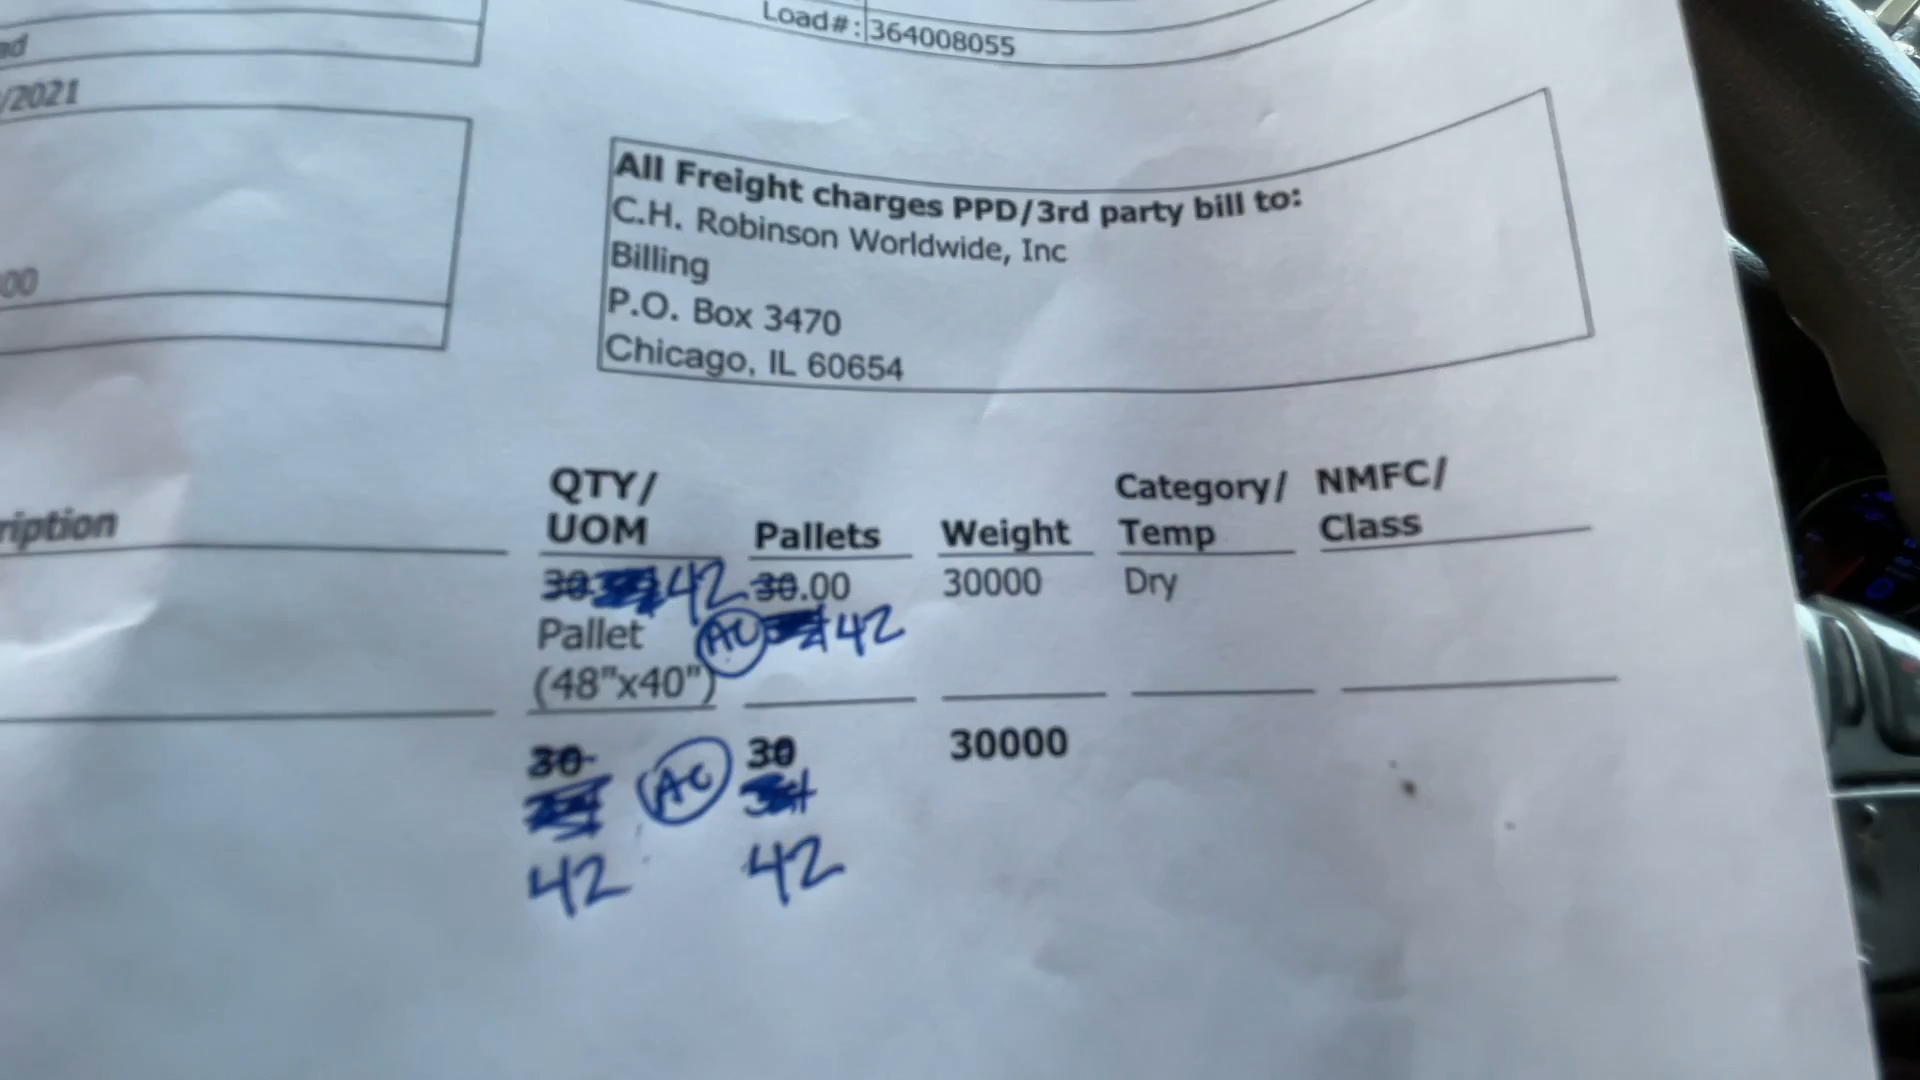 Load#: 364008055
ad
/2021
00
All Freight charges PPD/3rd party bill to:
C.H. Robinson Worldwide, Inc
Billing
P.O. Box 3470
Chicago, IL 60654
ription
QTY/
UOM
Pallets
Weight
Category/
Temp
NMFC/
Class
30 42 30.00 30000 Dry
Pallet AC 42
(48"x40")
30 AC 30 30000
42 42